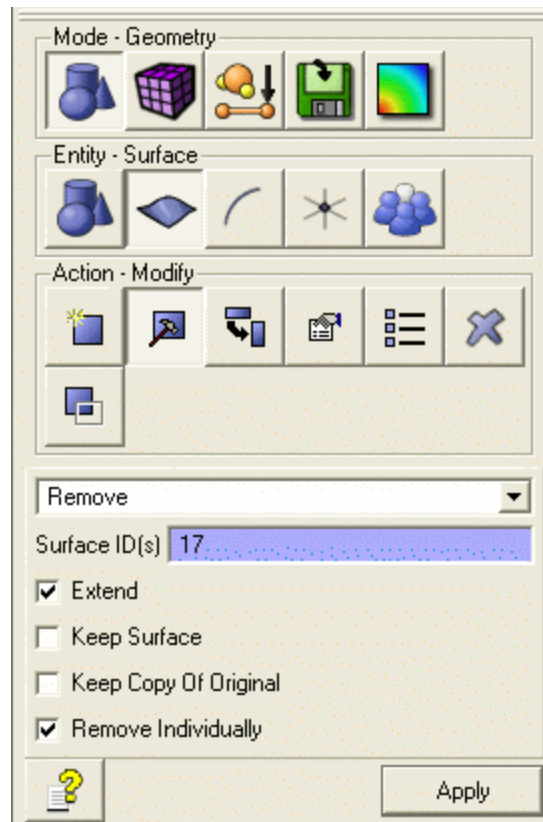 Mode - Geometry
Entity - Surface
Action - Modify
Remove
Surface ID(s) 17
Extend
Keep Surface
Keep Copy Of Original
Remove Individually
Apply